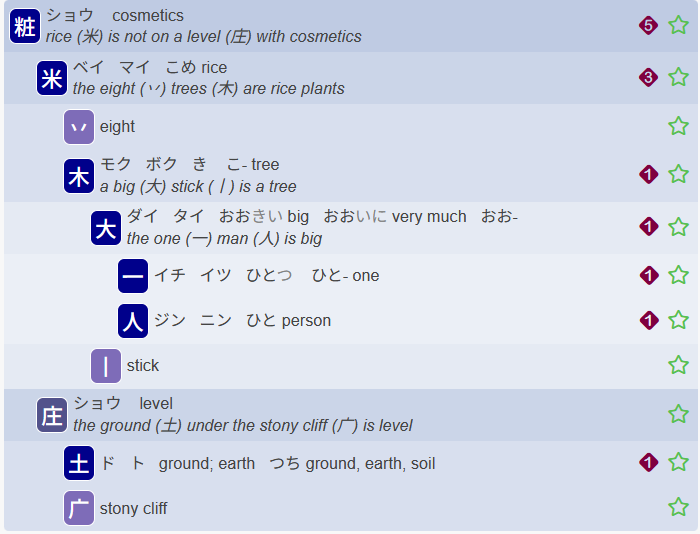 粧 ショウ cosmetics 5
rice (米) is not on a level (庄) with cosmetics
米 ベイ マイ こめ rice 3
the eight (丷) trees (木) are rice plants
丷 eight
木 モク ボク き こ- tree 1
a big (大) stick (丨) is a tree
大 ダイ タイ おおきい big おおいに very much おお- 1
the one (一) man (人) is big
一 イチ イツ ひとつ ひと- one 1
人 ジン ニン ひと person 1
丨 stick
庄 ショウ level
the ground (土) under the stony cliff (广) is level
土 ド ト ground; earth つち ground, earth, soil 1
广 stony cliff